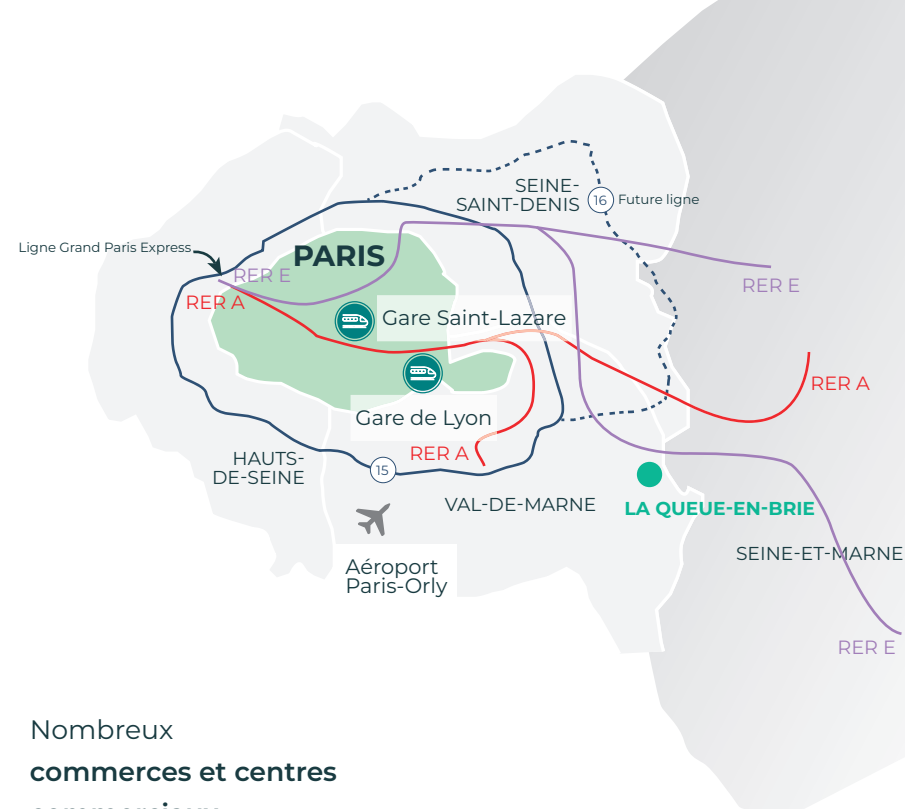 SEINE-
SAINT-DENIS
16
Future ligne
Ligne Grand Paris Express
PARIS
RER E
RER E
RER A
Gare Saint-Lazare
RER A
Gare de Lyon
RER A
HAUTS-
DE-SEINE
15
VAL-DE-MARNE
LA QUEUE-EN-BRIE
SEINE-ET-MARNE
Aéroport
Paris-Orly
RER E
Nombreux
commerces et centres